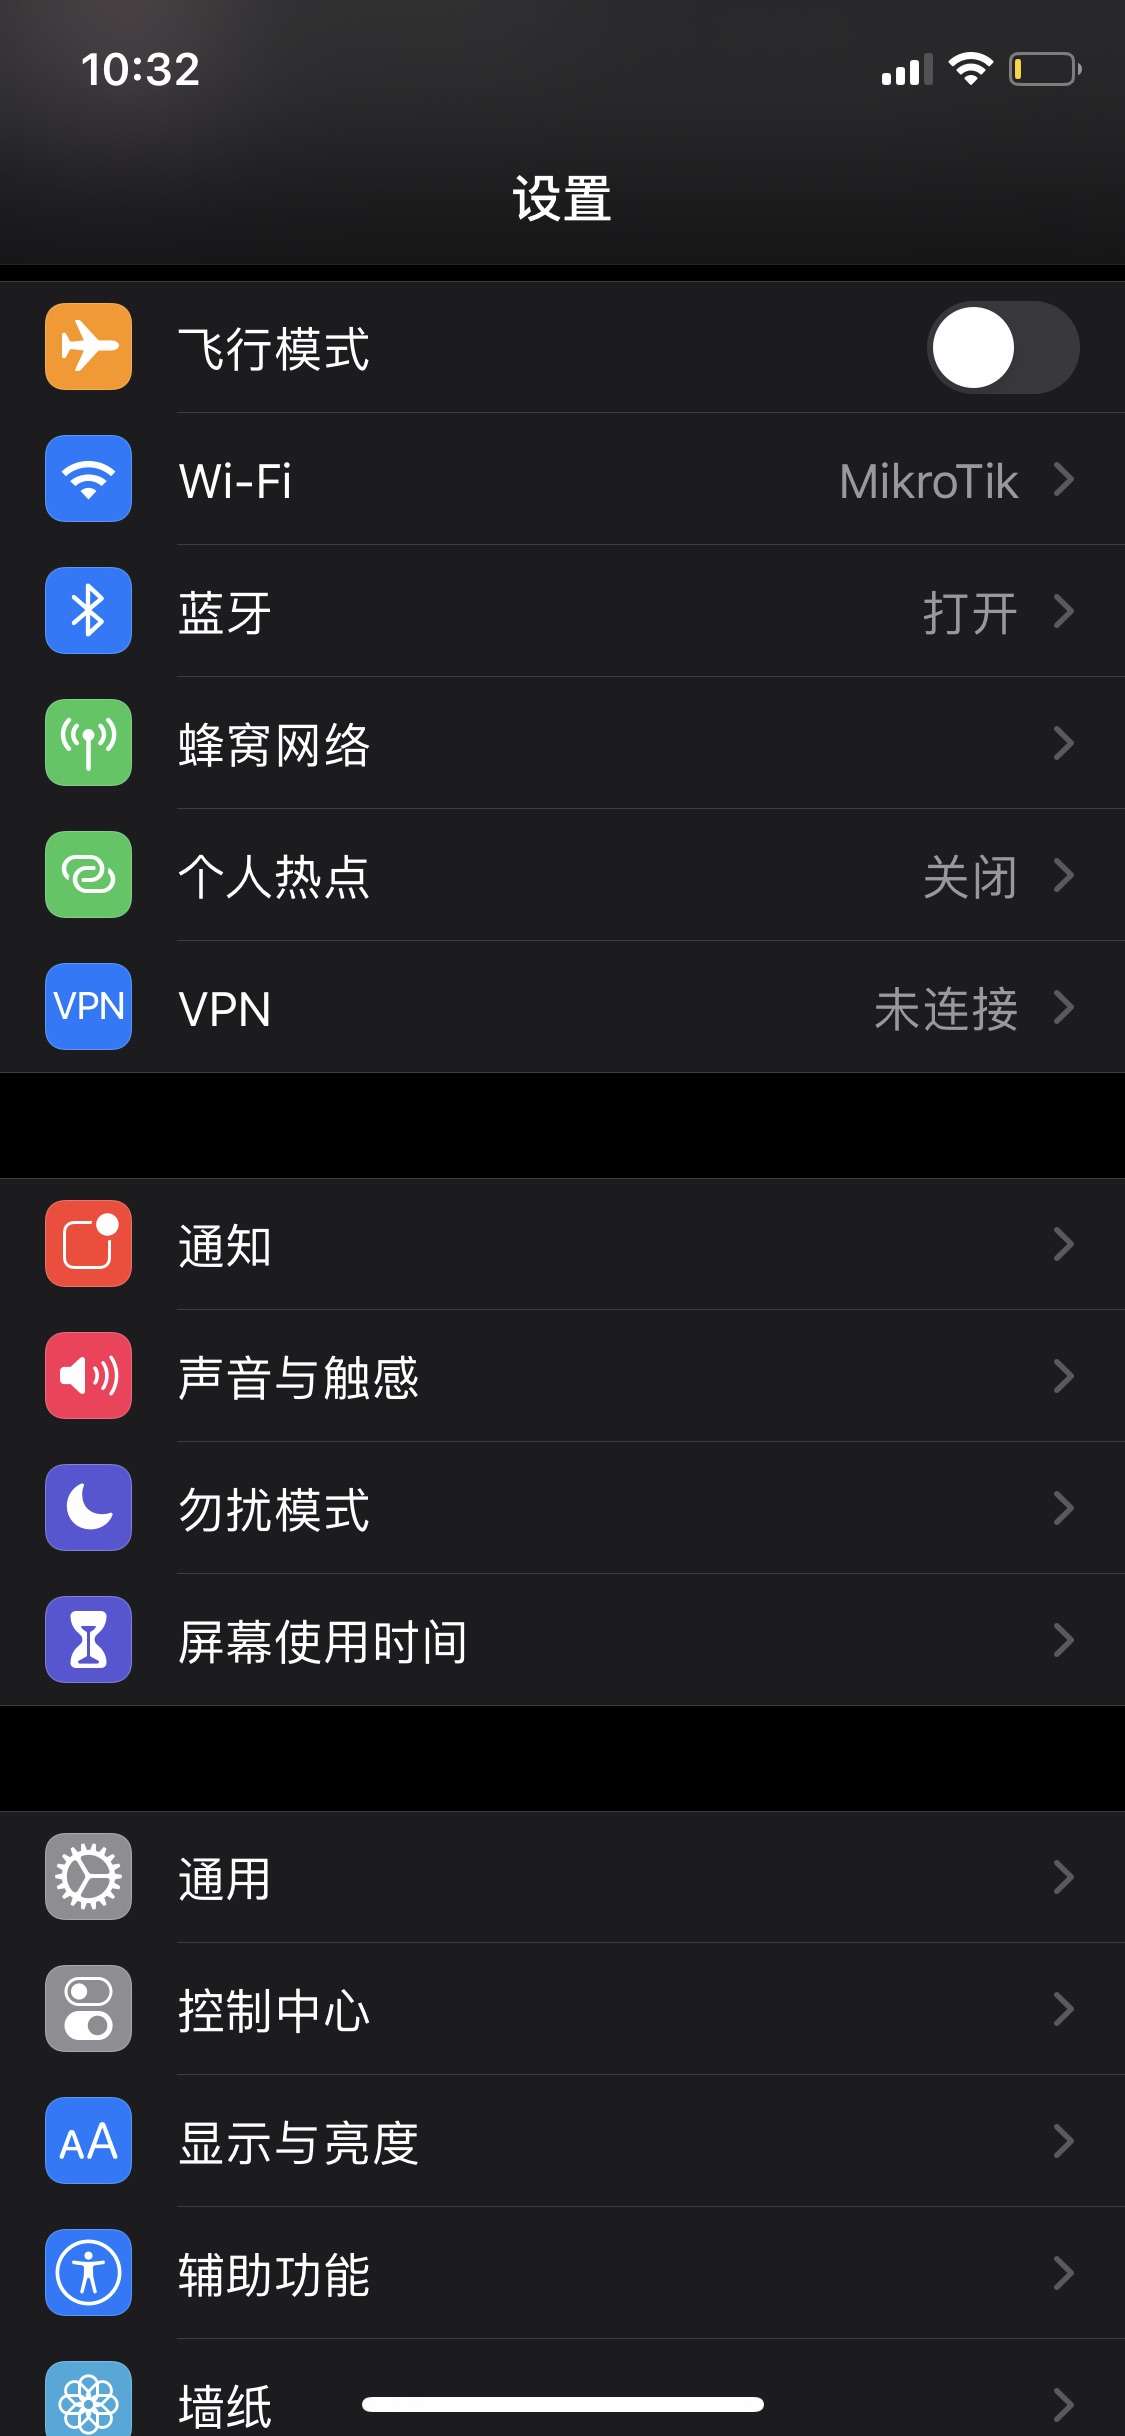 10:32
设置
飞行模式
Wi-Fi MikroTik
蓝牙 打开
蜂窝网络
个人热点 关闭
VPN VPN 未连接
通知
声音与触感
勿扰模式
屏幕使用时间
通用
控制中心
AA 显示与亮度
辅助功能
墙纸